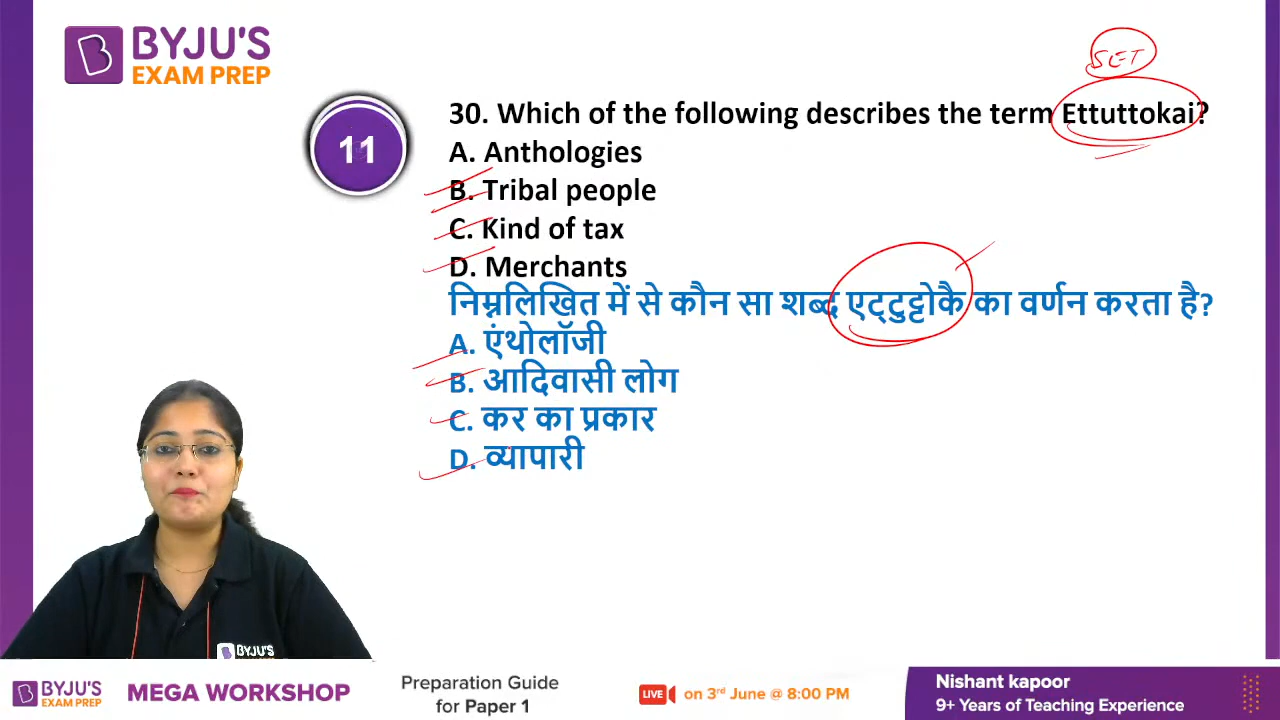 BYJU'S
EXAM PREP
SET
11
30. Which of the following describes the term Ettuttokai?
A. Anthologies
B. Tribal people
C. Kind of tax
D. Merchants
निम्नलिखित में से कौन सा शब्द एट्टुट्टोकै का वर्णन करता है?
A. एंथोलॉजी
B. आदिवासी लोग
C. कर का प्रकार
D. व्यापारी
BYJU'S
EXAM PREP
BYJU'S
EXAM PREP
MEGA WORKSHOP
Preparation Guide
for Paper 1
LIVE on 3rd June @ 8:00 PM
Nishant kapoor
9+ Years of Teaching Experience